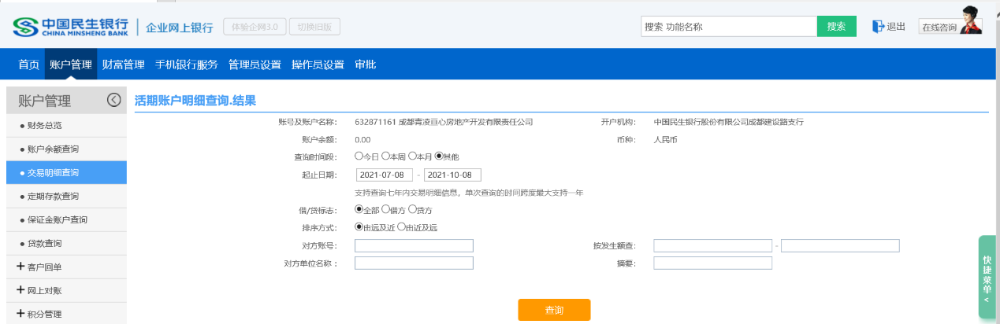 中国民生银行 CHINA MINSHENG BANK 企业网上银行 体验企网3.0 切换旧版 搜索 功能名称 搜索 退出 在线咨询
首页 账户管理 财富管理 手机银行服务 管理员设置 操作员设置 审批
账户管理
财务总览
账户余额查询
交易明细查询
定期存款查询
保证金账户查询
贷款查询
客户回单
网上对账
积分管理
活期账户明细查询.结果
账号及账户名称: 632871161 成都青凌亘心房地产开发有限责任公司 开户机构: 中国民生银行股份有限公司成都建设路支行
账户余额: 0.00 币种: 人民币
查询时间段: 今日 本周 本月 其他
起止日期: 2021-07-08 - 2021-10-08
支持查询七年内交易明细信息，单次查询的时间跨度最大支持一年
借/贷标志: 全部 借方 贷方
排序方式: 由远及近 由近及远
对方账号: 按发生额查: -
对方单位名称: 摘要:
查询
快捷菜单 <